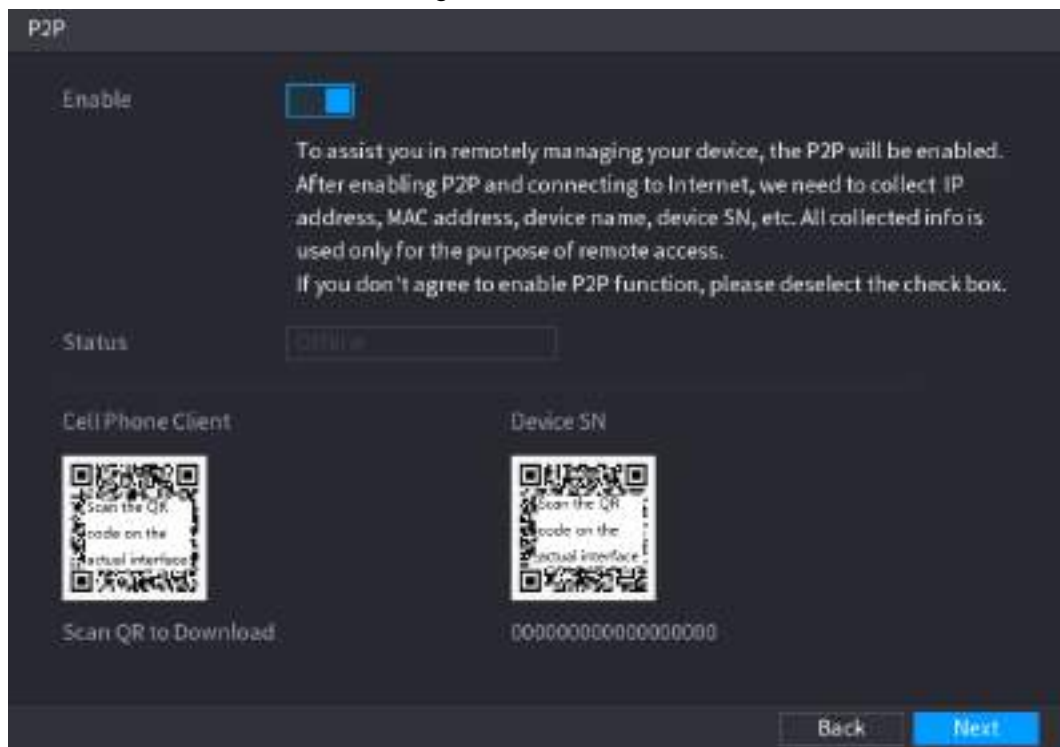 P2P
Enable
To assist you in remotely managing your device, the P2P will be enabled.
After enabling P2P and connecting to Internet, we need to collect IP
address, MAC address, device name, device SN, etc. All collected info is
used only for the purpose of remote access.
If you don't agree to enable P2P function, please deselect the check box.
Status
Offline
Cell Phone Client
Device SN
Scan the QR
code on the
actual interface
Scan the QR
code on the
actual interface
Scan QR to Download
000000000000000000
Back
Next